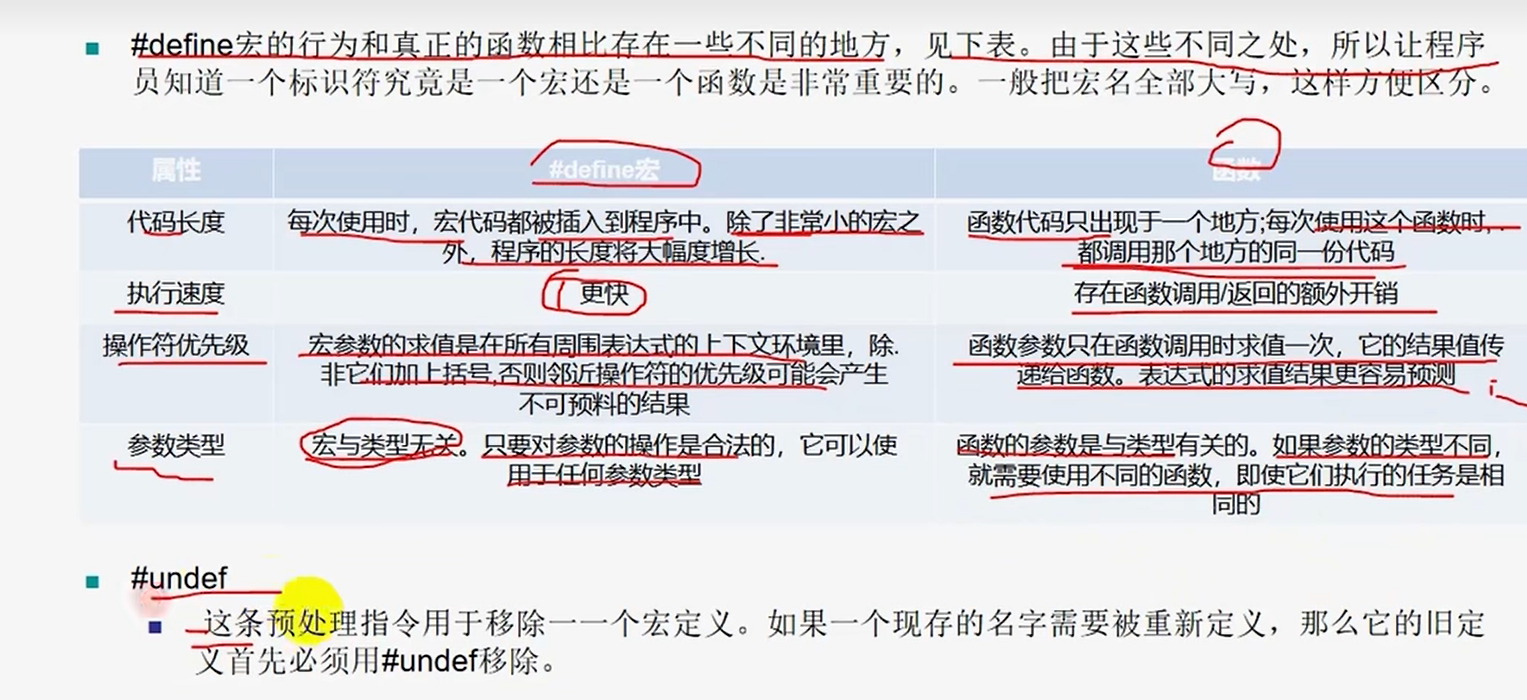 #define宏的行为和真正的函数相比存在一些不同的地方，见下表。由于这些不同之处，所以让程序
员知道一个标识符究竟是一个宏还是一个函数是非常重要的。一般把宏名全部大写，这样方便区分。
属性 #define宏 函数
代码长度 每次使用时，宏代码都被插入到程序中。除了非常小的宏之 函数代码只出现于一个地方;每次使用这个函数时，.
外，程序的长度将大幅度增长. 都调用那个地方的同一份代码
执行速度 更快 存在函数调用/返回的额外开销
操作符优先级 宏参数的求值是在所有周围表达式的上下文环境里，除. 函数参数只在函数调用时求值一次，它的结果值传
非它们加上括号,否则邻近操作符的优先级可能会产生 递给函数。表达式的求值结果更容易预测
不可预料的结果
参数类型 宏与类型无关。只要对参数的操作是合法的，它可以使 函数的参数是与类型有关的。如果参数的类型不同，
用于任何参数类型 就需要使用不同的函数，即使它们执行的任务是相
同的
#undef
这条预处理指令用于移除一一个宏定义。如果一个现存的名字需要被重新定义，那么它的旧定
义首先必须用#undef移除。